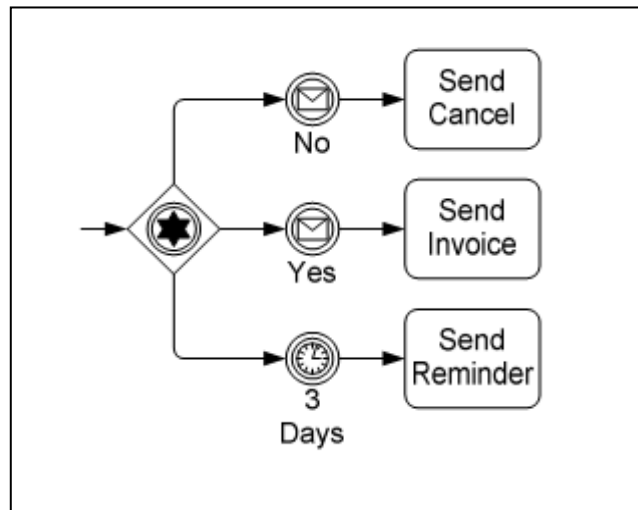 Send
Cancel
No
Send
Invoice
Yes
Send
Reminder
3
Days